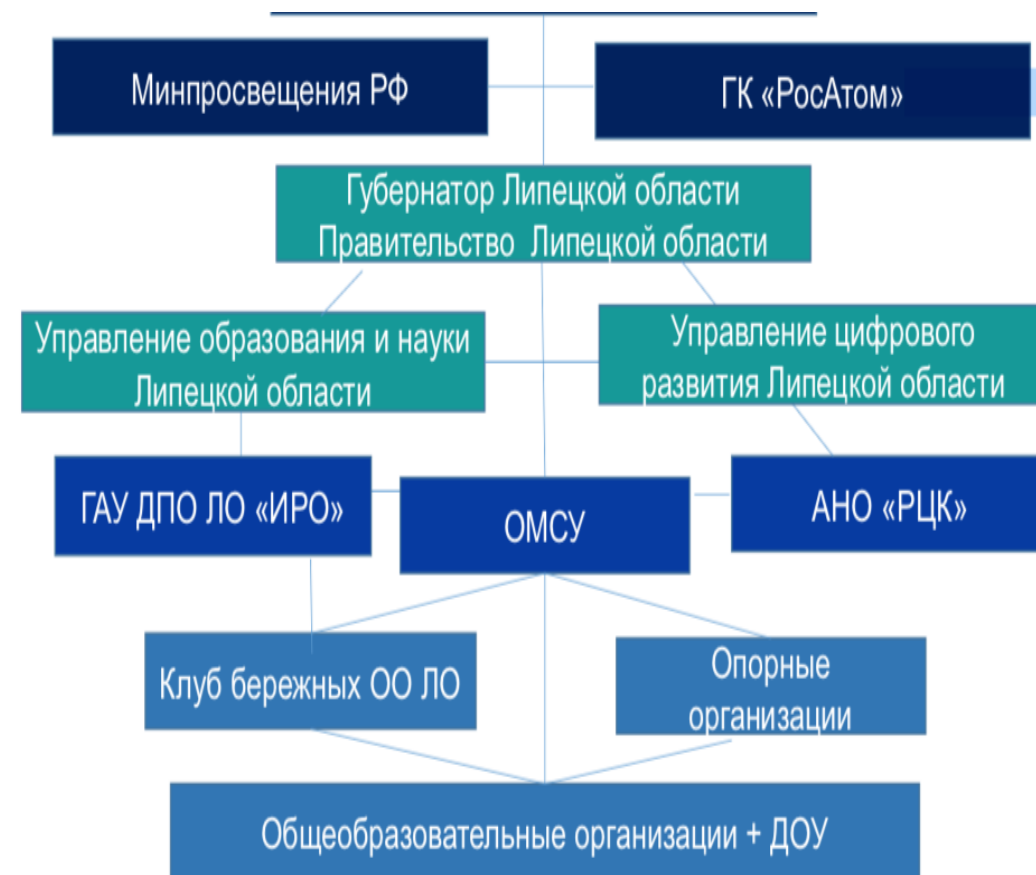 Минпросвещения РФ
ГК «РосАтом»
Губернатор Липецкой области
Правительство Липецкой области
Управление образования и науки
Липецкой области
Управление цифрового
развития Липецкой области
ГАУ ДПО ЛО «ИРО»
ОМСУ
АНО «РЦК»
Клуб бережных ОО ЛО
Опорные
организации
Общеобразовательные организации + ДОУ